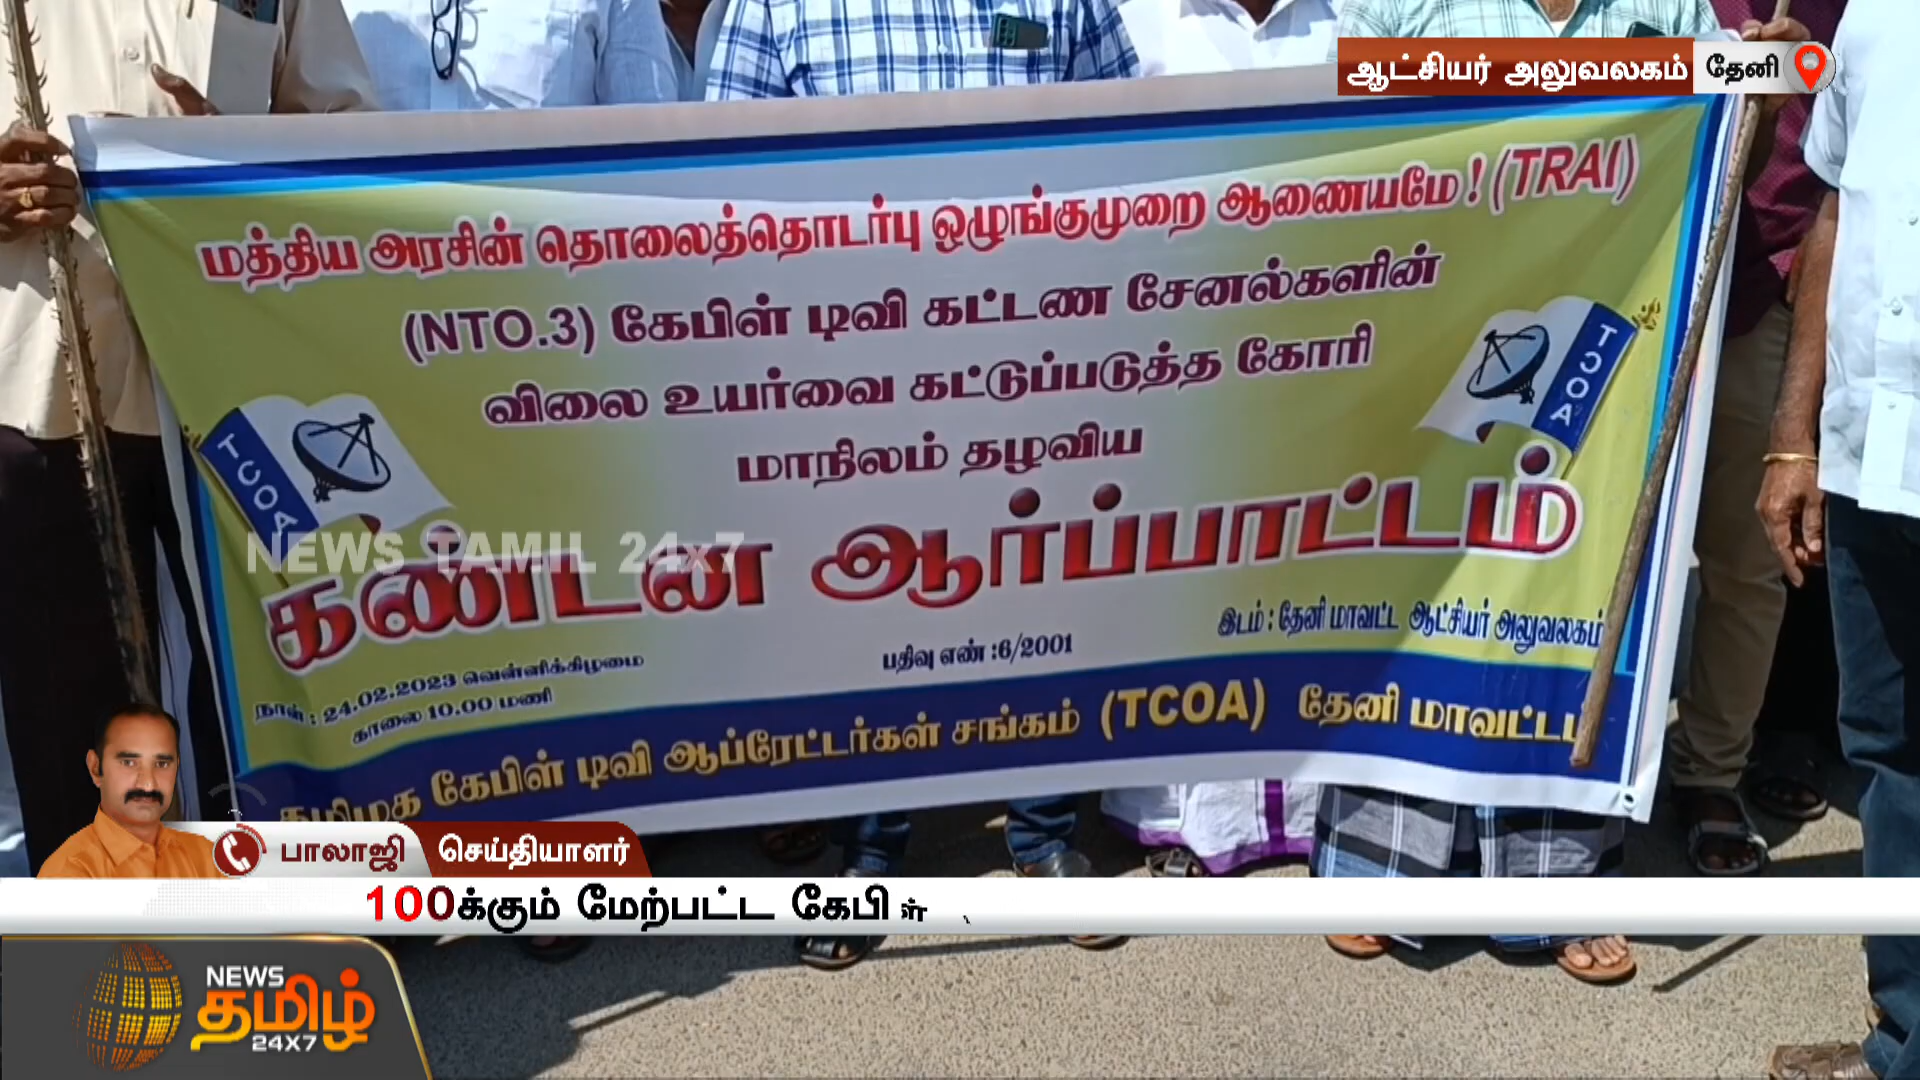 ஆட்சியர் அலுவலகம் தேனி
மத்திய அரசின் தொலைத்தொடர்பு ஒழுங்குமுறை ஆணையமே ! (TRAI)
(NTO.3) கேபிள் டிவி கட்டண சேனல்களின்
விலை உயர்வை கட்டுப்படுத்த கோரி
மாநிலம் தழுவிய
கண்டன ஆர்ப்பாட்டம்
TCOA
TCOA
NEWS TAMIL 24x7
இடம் : தேனி மாவட்ட ஆட்சியர் அலுவலகம்
பதிவு எண் :6/2001
நாள் : 24.02.2023 வெள்ளிக்கிழமை
காலை 10.00 மணி
தமிழக கேபிள் டிவி ஆப்ரேட்டர்கள் சங்கம் (TCOA) தேனி மாவட்டம்
பாலாஜி செய்தியாளர்
100க்கும் மேற்பட்ட கேபிள்
NEWS
தமிழ்
24X7